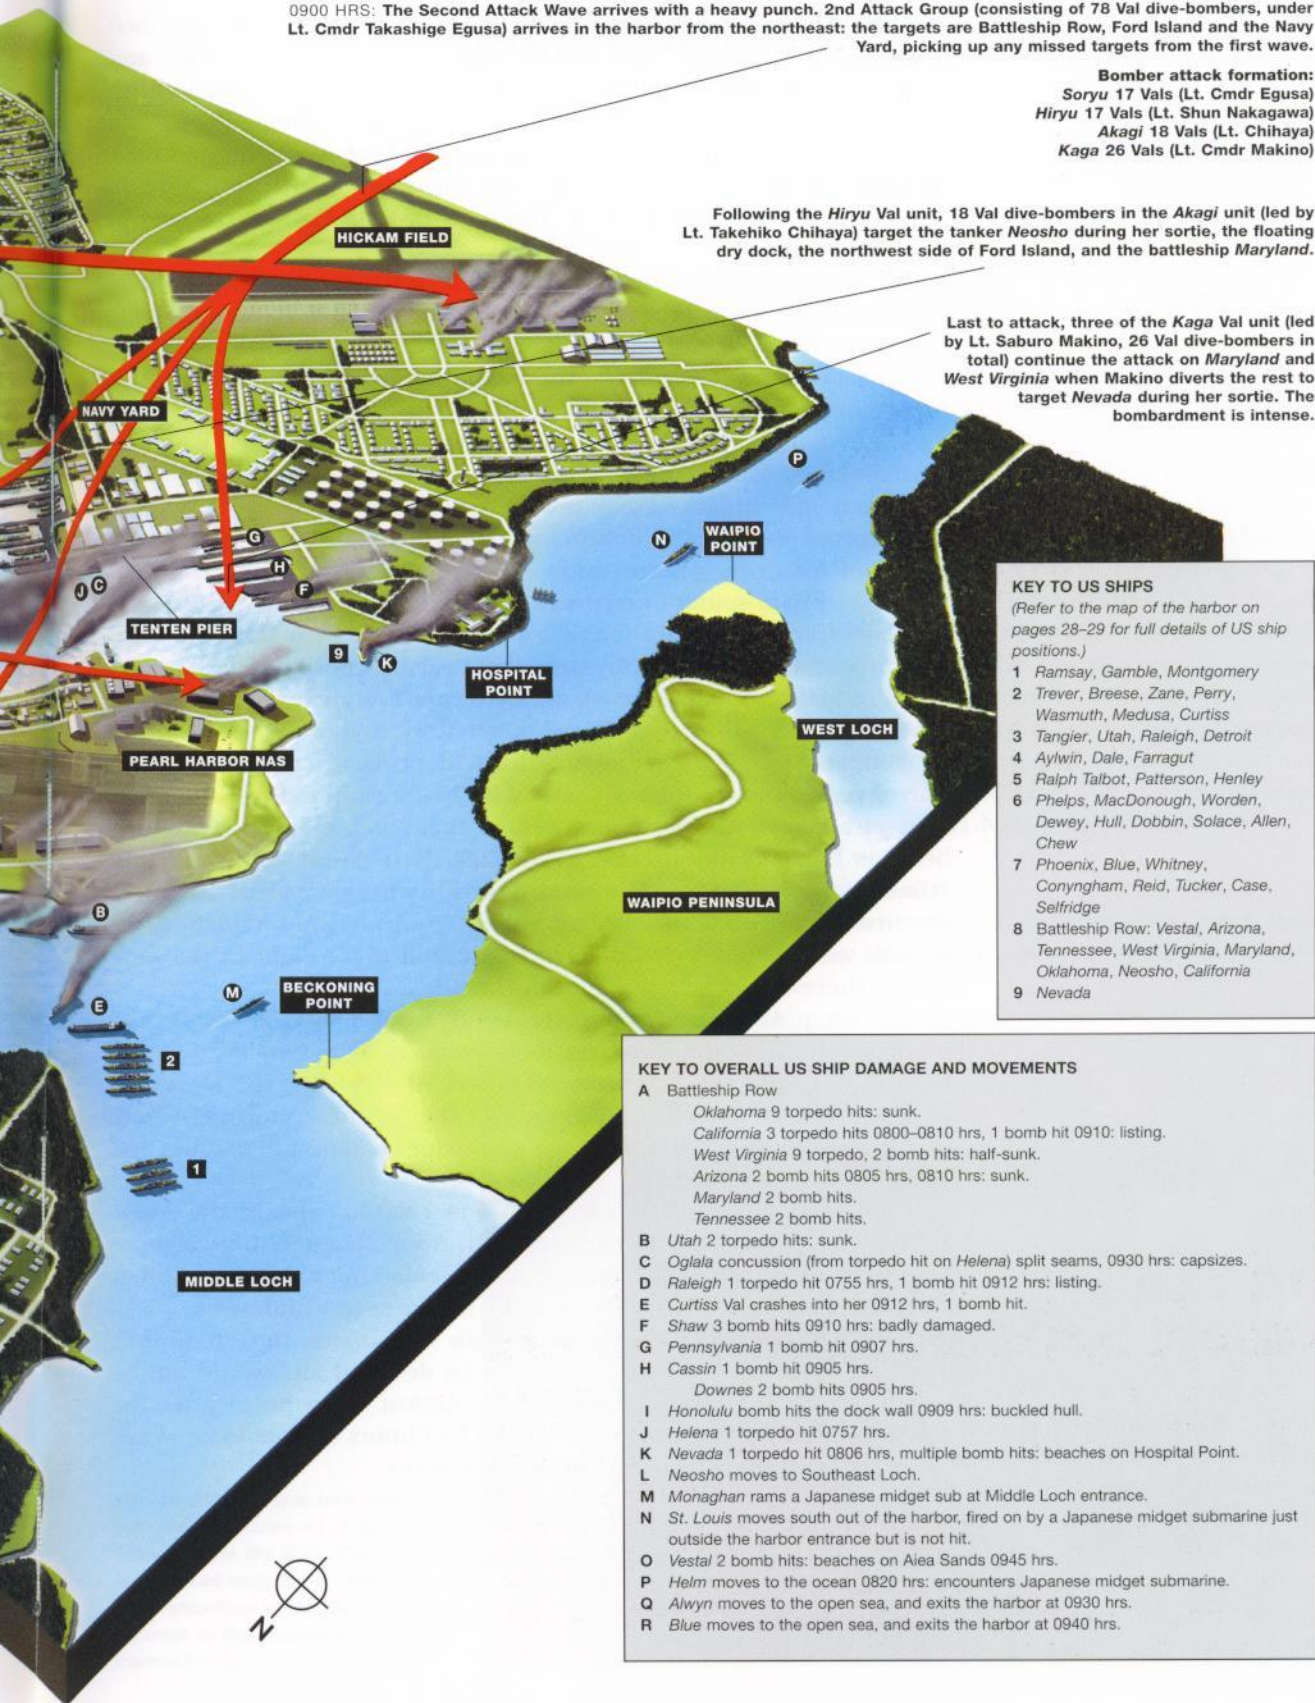 0900 HRS: The Second Attack Wave arrives with a heavy punch. 2nd Attack Group (consisting of 78 Val dive-bombers, under
Lt. Cmdr Takashige Egusa) arrives in the harbor from the northeast: the targets are Battleship Row, Ford Island and the Navy
Yard, picking up any missed targets from the first wave.
Bomber attack formation:
Soryu 17 Vals (Lt. Cmdr Egusa)
Hiryu 17 Vals (Lt. Shun Nakagawa)
Akagi 18 Vals (Lt. Chihaya)
Kaga 26 Vals (Lt. Cmdr Makino)
Following the Hiryu Val unit, 18 Val dive-bombers in the Akagi unit (led by
Lt. Takehiko Chihaya) target the tanker Neosho during her sortie, the floating
dry dock, the northwest side of Ford Island, and the battleship Maryland.
Last to attack, three of the Kaga Val unit (led
by Lt. Saburo Makino, 26 Val dive-bombers in
total) continue the attack on Maryland and
West Virginia when Makino diverts the rest to
target Nevada during her sortie. The
bombardment is intense.
HICKAM FIELD
NAVY YARD
P
G
N
WAIPIO
POINT
H
J C
F
TENTEN PIER
9
K
HOSPITAL
POINT
WEST LOCH
PEARL HARBOR NAS
WAIPIO PENINSULA
B
M
BECKONING
POINT
E
2
1
MIDDLE LOCH
N
KEY TO US SHIPS
(Refer to the map of the harbor on
pages 28–29 for full details of US ship
positions.)
1 Ramsay, Gamble, Montgomery
2 Trever, Breese, Zane, Perry,
Wasmuth, Medusa, Curtiss
3 Tangier, Utah, Raleigh, Detroit
4 Aylwin, Dale, Farragut
5 Ralph Talbot, Patterson, Henley
6 Phelps, MacDonough, Worden,
Dewey, Hull, Dobbin, Solace, Allen,
Chew
7 Phoenix, Blue, Whitney,
Conyngham, Reid, Tucker, Case,
Selfridge
8 Battleship Row: Vestal, Arizona,
Tennessee, West Virginia, Maryland,
Oklahoma, Neosho, California
9 Nevada
KEY TO OVERALL US SHIP DAMAGE AND MOVEMENTS
A Battleship Row
Oklahoma 9 torpedo hits: sunk.
California 3 torpedo hits 0800–0810 hrs, 1 bomb hit 0910: listing.
West Virginia 9 torpedo, 2 bomb hits: half-sunk.
Arizona 2 bomb hits 0805 hrs, 0810 hrs: sunk.
Maryland 2 bomb hits.
Tennessee 2 bomb hits.
B Utah 2 torpedo hits: sunk.
C Oglala concussion (from torpedo hit on Helena) split seams, 0930 hrs: capsizes.
D Raleigh 1 torpedo hit 0755 hrs, 1 bomb hit 0912 hrs: listing.
E Curtiss Val crashes into her 0912 hrs, 1 bomb hit.
F Shaw 3 bomb hits 0910 hrs: badly damaged.
G Pennsylvania 1 bomb hit 0907 hrs.
H Cassin 1 bomb hit 0905 hrs.
Downes 2 bomb hits 0905 hrs.
I Honolulu bomb hits the dock wall 0909 hrs: buckled hull.
J Helena 1 torpedo hit 0757 hrs.
K Nevada 1 torpedo hit 0806 hrs, multiple bomb hits: beaches on Hospital Point.
L Neosho moves to Southeast Loch.
M Monaghan rams a Japanese midget sub at Middle Loch entrance.
N St. Louis moves south out of the harbor, fired on by a Japanese midget submarine just
outside the harbor entrance but is not hit.
O Vestal 2 bomb hits: beaches on Aiea Sands 0945 hrs.
P Helm moves to the ocean 0820 hrs: encounters Japanese midget submarine.
Q Alwyn moves to the open sea, and exits the harbor at 0930 hrs.
R Blue moves to the open sea, and exits the harbor at 0940 hrs.